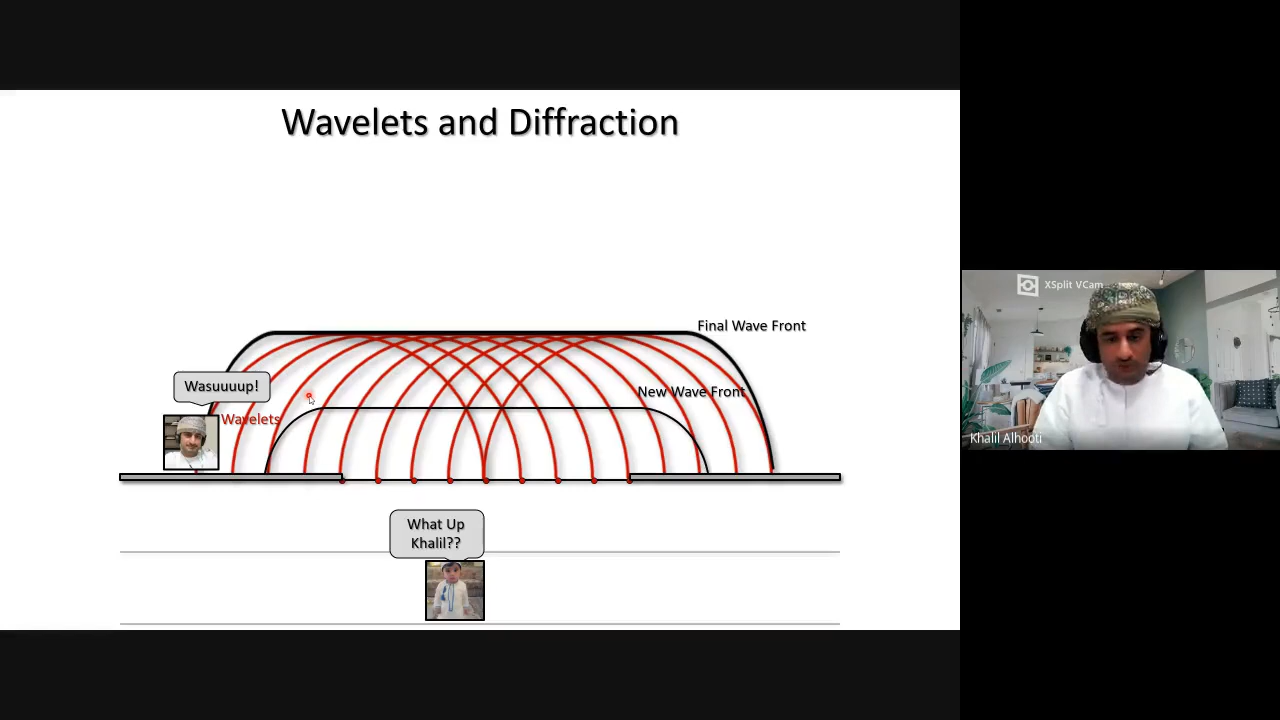 Wavelets and Diffraction
XSplit VCam
Final Wave Front
Wasuuuup!
New Wave Front
Wavelets
Khalil Alhooti
What Up
Khalil??